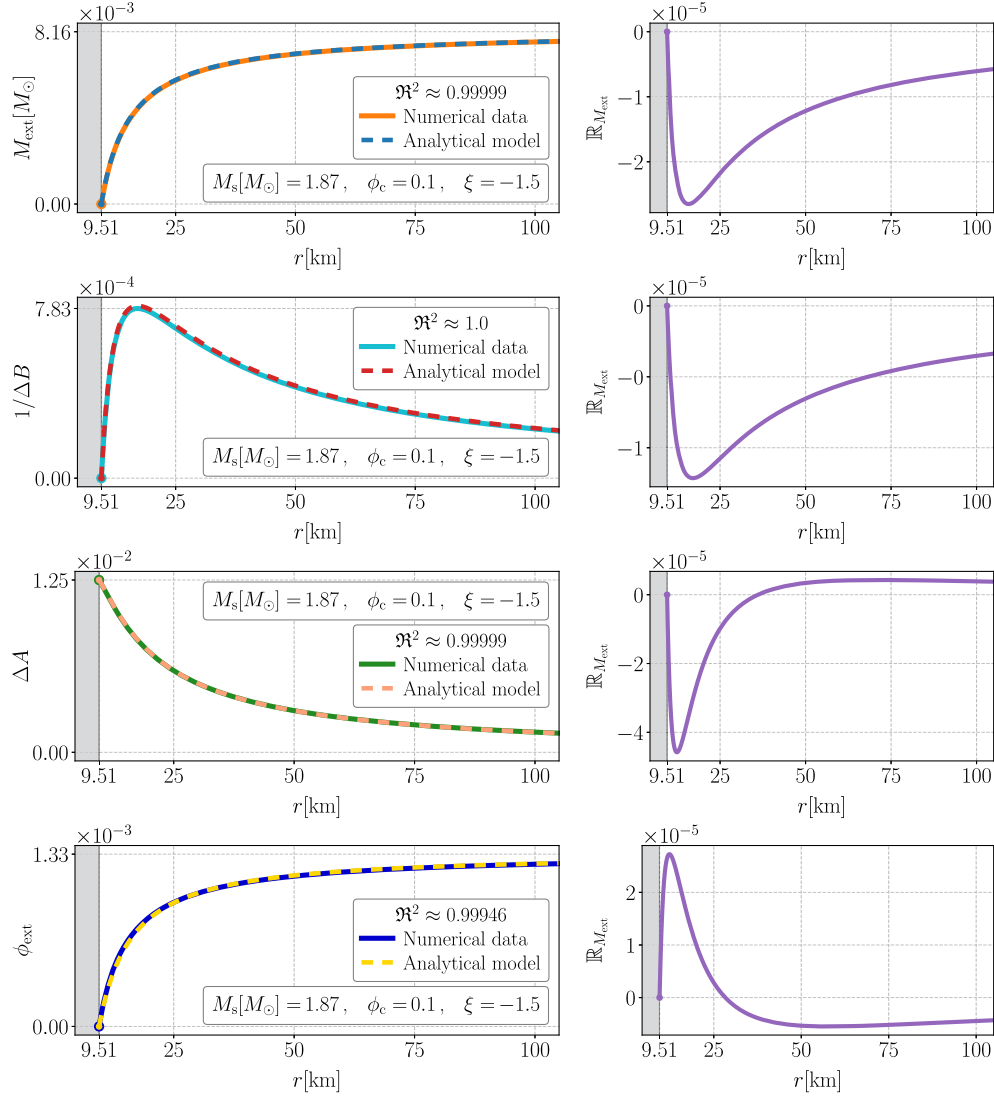 ×10⁻³
8.16
0.00
M_ext[M_⊙]
ℜ² ≈ 0.99999
Numerical data
Analytical model
M_s[M_⊙] = 1.87 , ϕ_c = 0.1, ξ = −1.5
9.51 25 50 75 100
r[km]
×10⁻⁵
0
−1
−2
ℝ_{M_ext}
9.51 25 50 75 100
r[km]
×10⁻⁴
7.83
0.00
1/ΔB
ℜ² ≈ 1.0
Numerical data
Analytical model
M_s[M_⊙] = 1.87 , ϕ_c = 0.1, ξ = −1.5
9.51 25 50 75 100
r[km]
×10⁻⁵
0
−0
−1
ℝ_{M_ext}
9.51 25 50 75 100
r[km]
×10⁻²
1.25
0.00
ΔA
M_s[M_⊙] = 1.87 , ϕ_c = 0.1, ξ = −1.5
ℜ² ≈ 0.99999
Numerical data
Analytical model
9.51 25 50 75 100
r[km]
×10⁻⁵
0
−2
−4
ℝ_{M_ext}
9.51 25 50 75 100
r[km]
×10⁻³
1.33
0.00
ϕ_ext
ℜ² ≈ 0.99946
Numerical data
Analytical model
M_s[M_⊙] = 1.87 , ϕ_c = 0.1, ξ = −1.5
9.51 25 50 75 100
r[km]
×10⁻⁵
2
1
0
ℝ_{M_ext}
9.51 25 50 75 100
r[km]